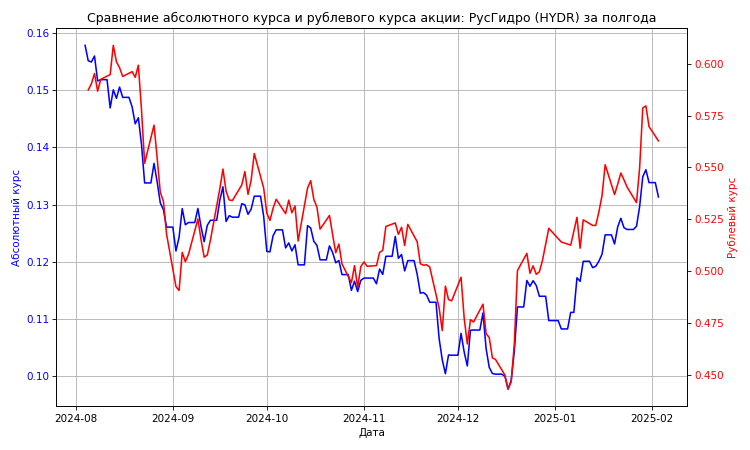 Сравнение абсолютного курса и рублевого курса акции: РусГидро (HYDR) за полгода
0.16
0.15
0.14
0.13
0.12
0.11
0.10
Абсолютный курс
0.600
0.575
0.550
0.525
0.500
0.475
0.450
Рублевый курс
2024-08 2024-09 2024-10 2024-11 2024-12 2025-01 2025-02
Дата